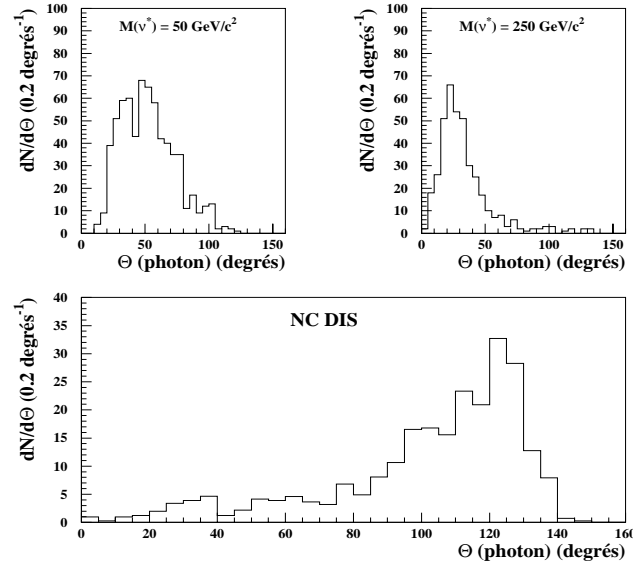 M(ν*) = 50 GeV/c²
dN/dΘ (0.2 degrés⁻¹)
100
90
80
70
60
50
40
30
20
10
0
0 50 100 150
Θ (photon) (degrés)
M(ν*) = 250 GeV/c²
dN/dΘ (0.2 degrés⁻¹)
100
90
80
70
60
50
40
30
20
10
0
0 50 100 150
Θ (photon) (degrés)
NC DIS
dN/dΘ (0.2 degrés⁻¹)
40
35
30
25
20
15
10
5
0
0 20 40 60 80 100 120 140 160
Θ (photon) (degrés)